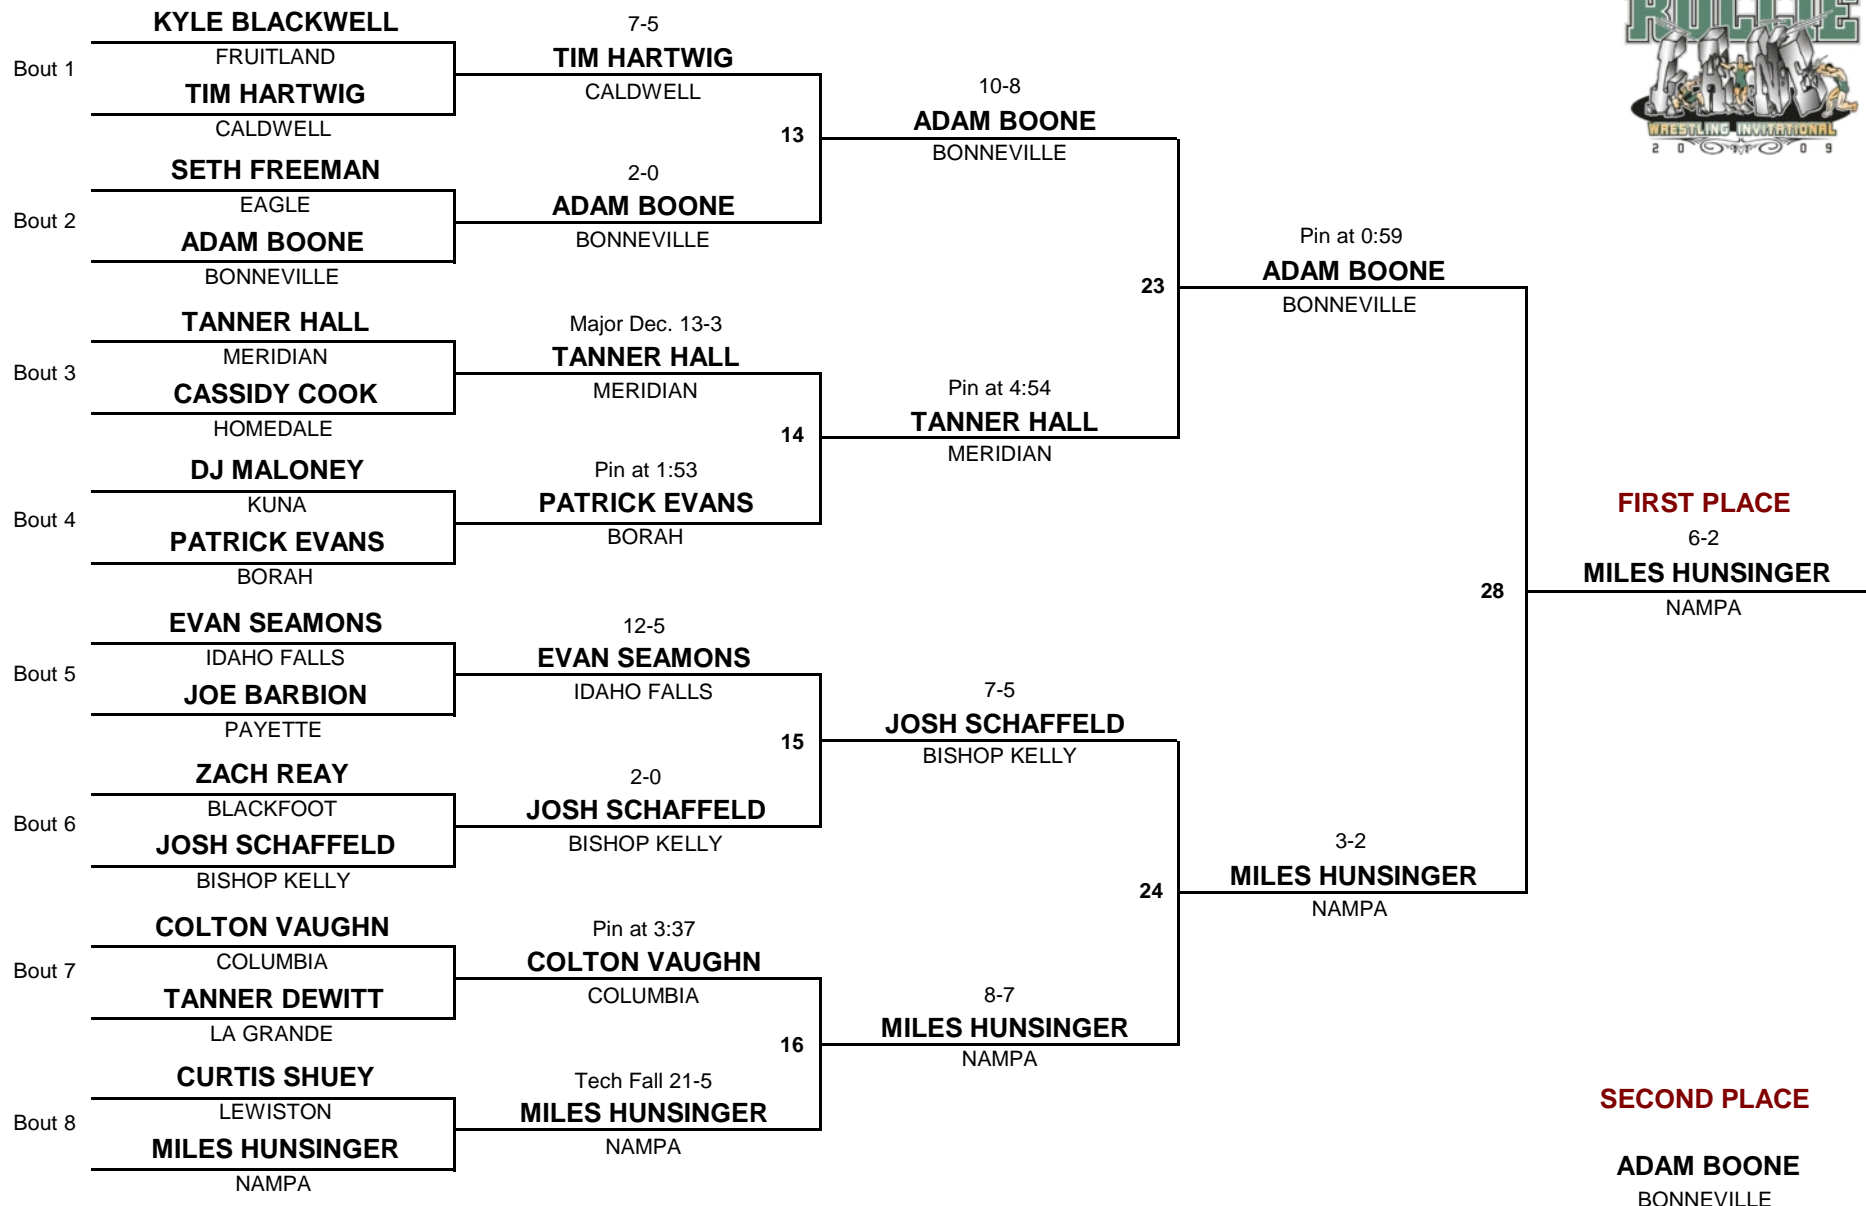 ROLLIE
LANE
WRESTLING INVITATIONAL
2009
KYLE BLACKWELL
FRUITLAND
Bout 1
TIM HARTWIG
CALDWELL
SETH FREEMAN
EAGLE
Bout 2
ADAM BOONE
BONNEVILLE
TANNER HALL
MERIDIAN
Bout 3
CASSIDY COOK
HOMEDALE
DJ MALONEY
KUNA
Bout 4
PATRICK EVANS
BORAH
EVAN SEAMONS
IDAHO FALLS
Bout 5
JOE BARBION
PAYETTE
ZACH REAY
BLACKFOOT
Bout 6
JOSH SCHAFFELD
BISHOP KELLY
COLTON VAUGHN
COLUMBIA
Bout 7
TANNER DEWITT
LA GRANDE
CURTIS SHUEY
LEWISTON
Bout 8
MILES HUNSINGER
NAMPA
7-5
TIM HARTWIG
CALDWELL
13
2-0
ADAM BOONE
BONNEVILLE
Major Dec. 13-3
TANNER HALL
MERIDIAN
14
Pin at 1:53
PATRICK EVANS
BORAH
12-5
EVAN SEAMONS
IDAHO FALLS
15
2-0
JOSH SCHAFFELD
BISHOP KELLY
Pin at 3:37
COLTON VAUGHN
COLUMBIA
16
Tech Fall 21-5
MILES HUNSINGER
NAMPA
10-8
ADAM BOONE
BONNEVILLE
23
Pin at 4:54
TANNER HALL
MERIDIAN
7-5
JOSH SCHAFFELD
BISHOP KELLY
24
8-7
MILES HUNSINGER
NAMPA
Pin at 0:59
ADAM BOONE
BONNEVILLE
28
3-2
MILES HUNSINGER
NAMPA
FIRST PLACE
6-2
MILES HUNSINGER
NAMPA
SECOND PLACE
ADAM BOONE
BONNEVILLE